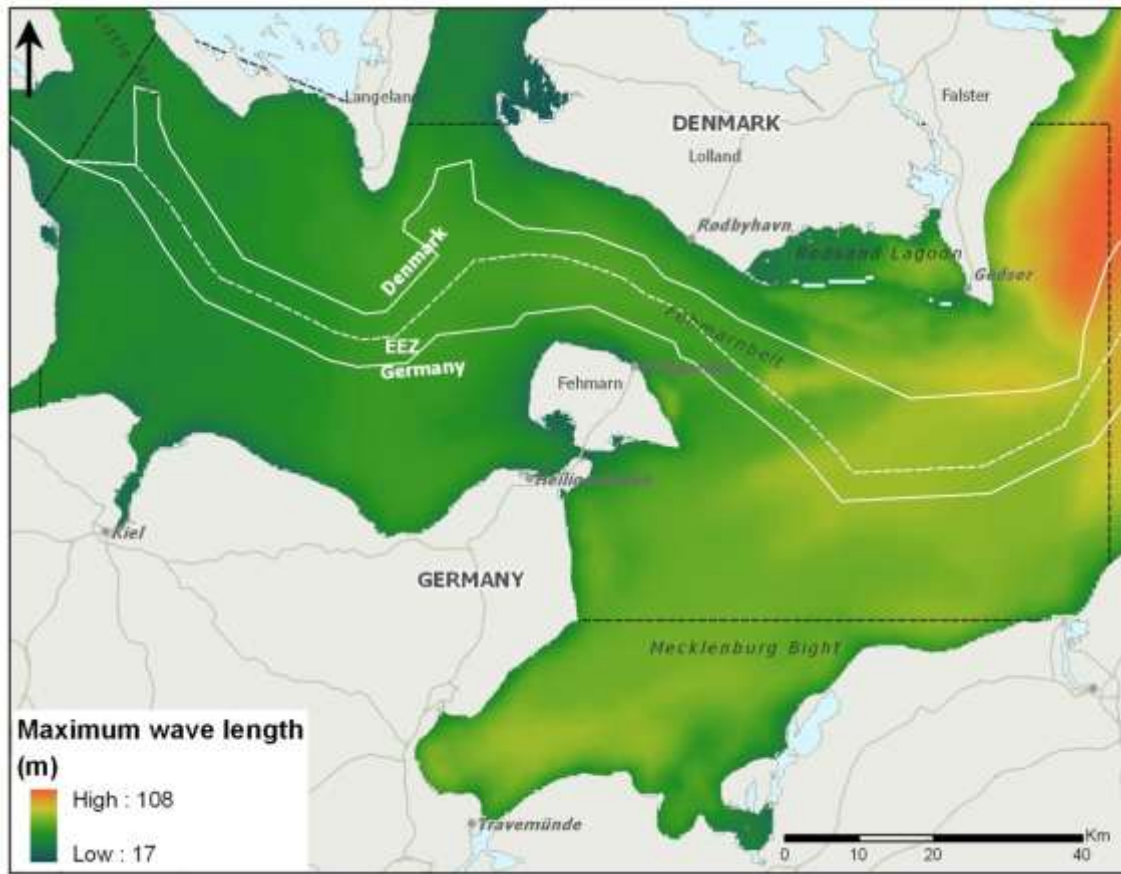 Langeland
Falster
DENMARK
Lolland
Rødbyhavn
Rødsand Lagoon
Gedser
Denmark
Fehmarnbelt
EEZ
Germany
Fehmarn
Kiel
GERMANY
Mecklenburg Bight
Travemünde
Maximum wave length
(m)
High : 108
Low : 17
Km
0 10 20 40